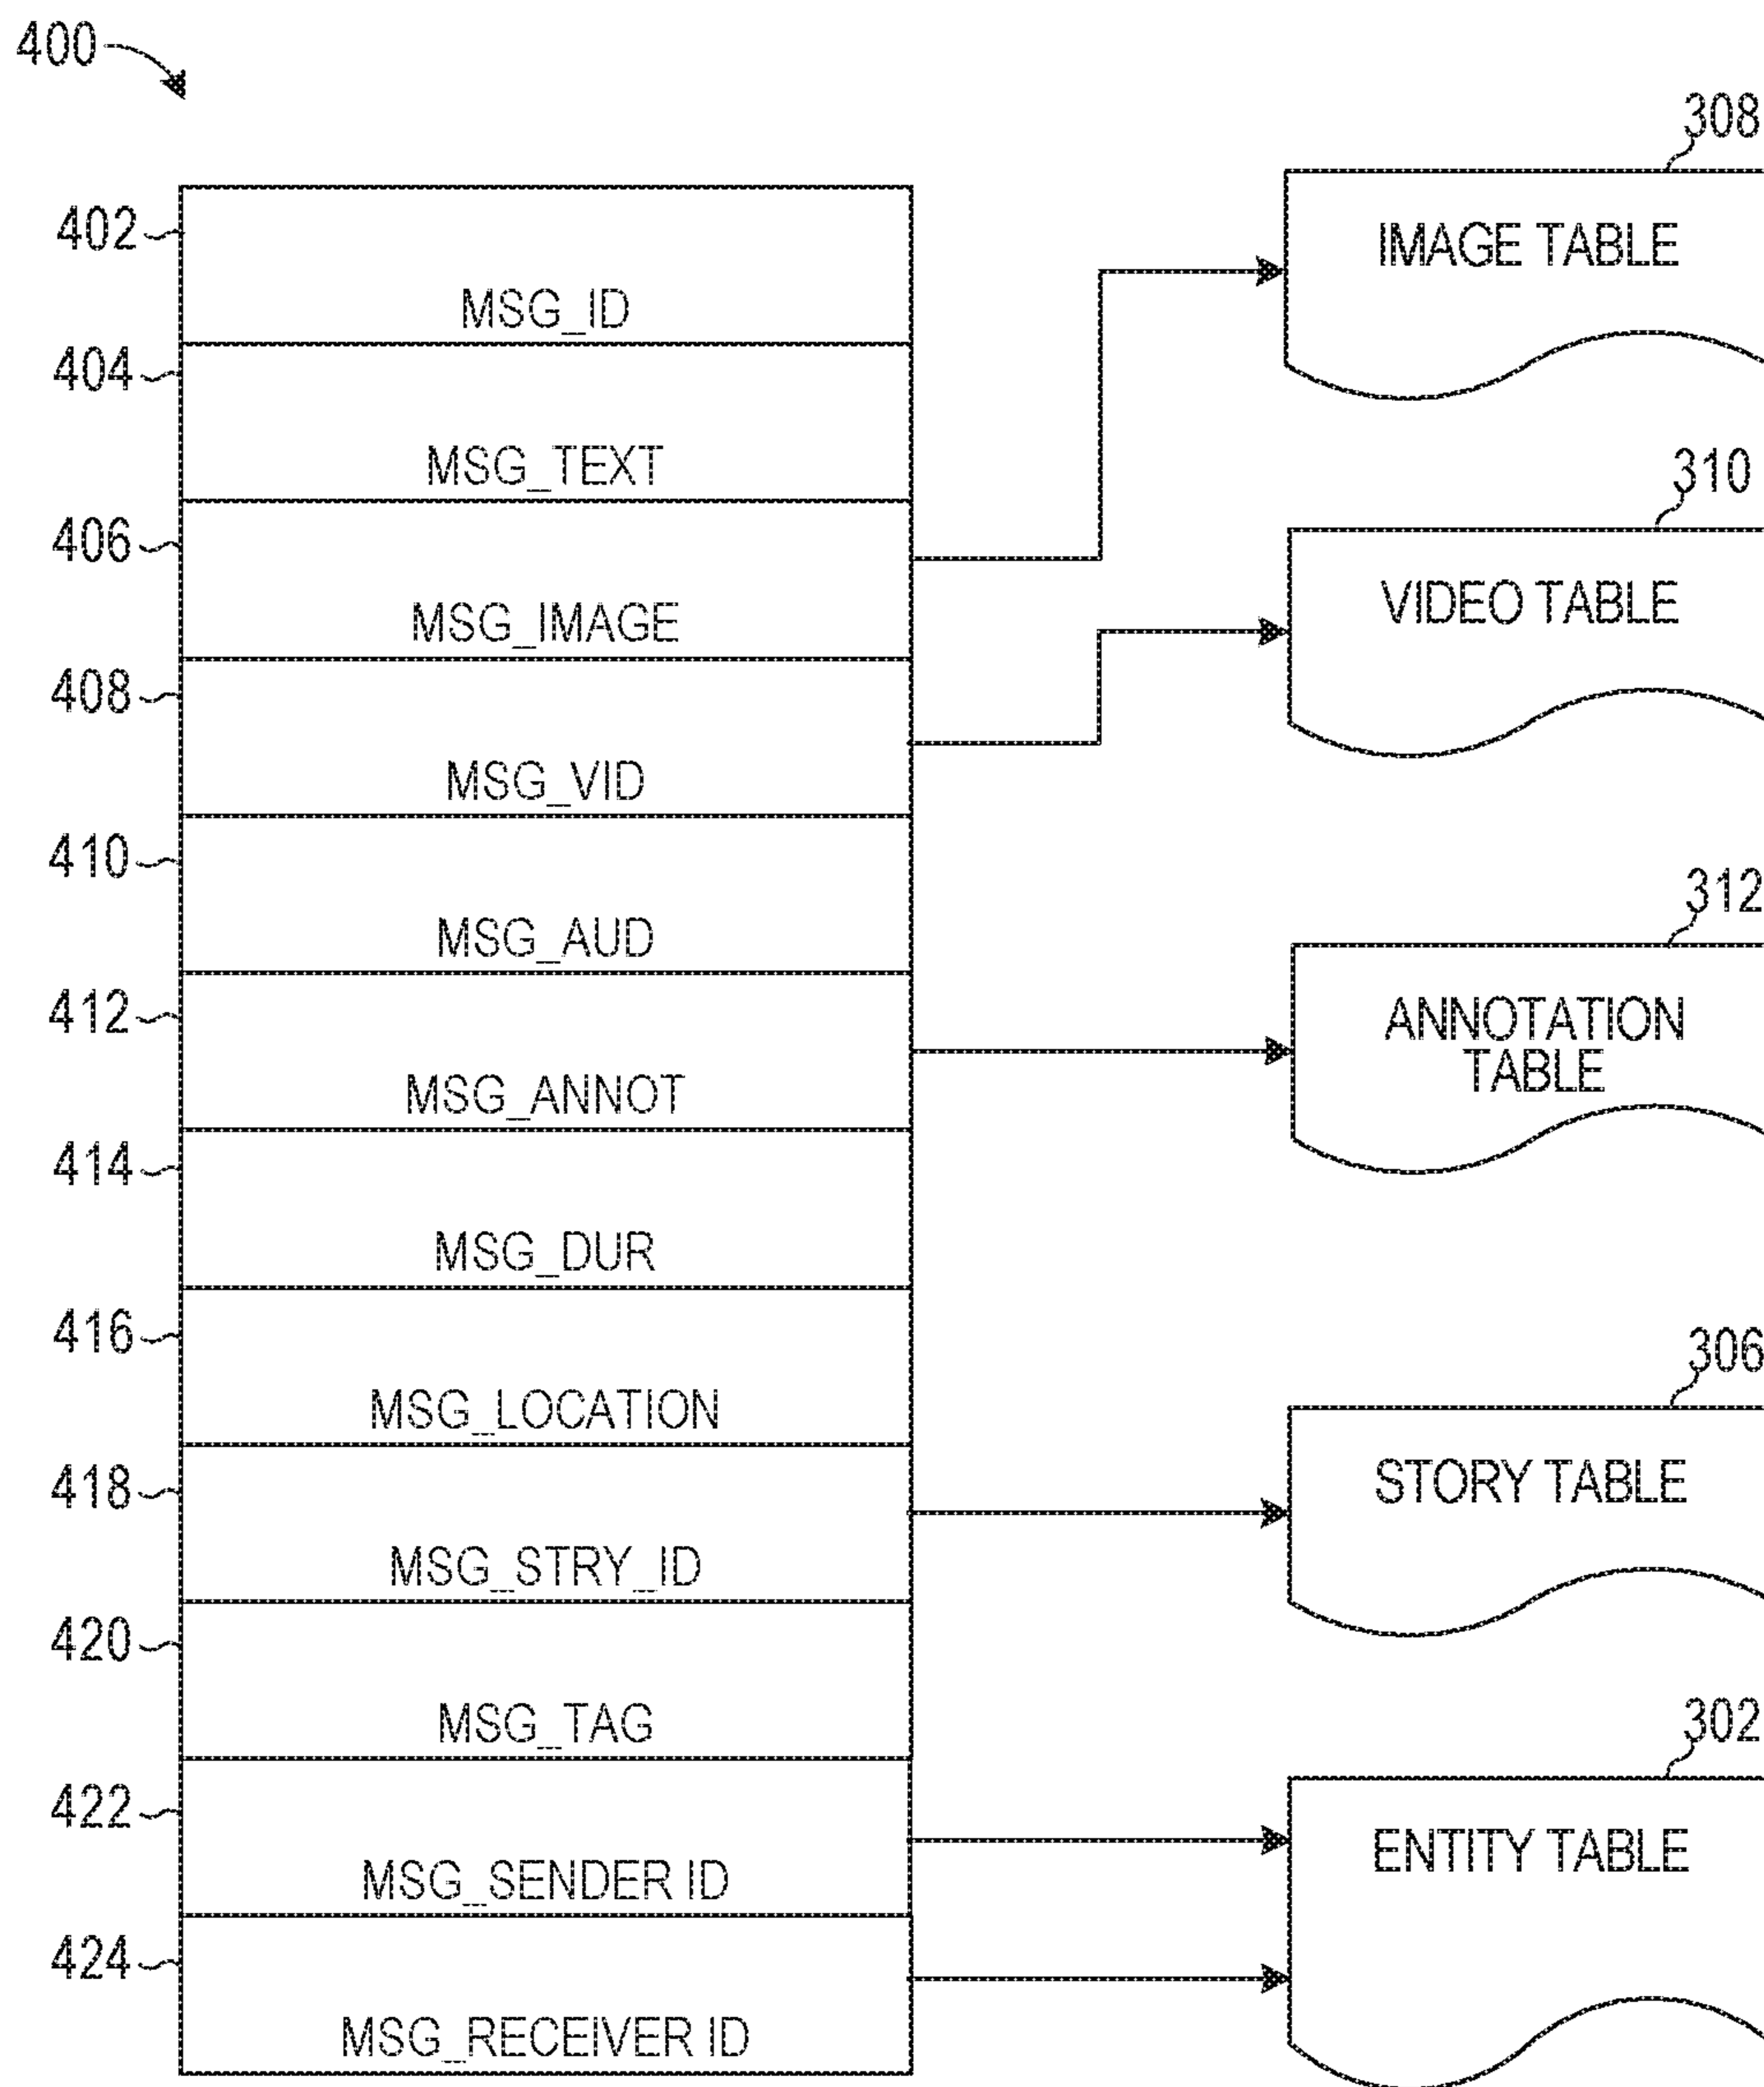 400
308
402
IMAGE TABLE
MSG_ID
404
MSG_TEXT
310
406
VIDEO TABLE
MSG_IMAGE
408
MSG_VID
410
312
MSG_AUD
412
ANNOTATION
TABLE
MSG_ANNOT
414
MSG_DUR
416
306
MSG_LOCATION
418
STORY TABLE
MSG_STRY_ID
420
302
MSG_TAG
422
ENTITY TABLE
MSG_SENDER ID
424
MSG_RECEIVER ID